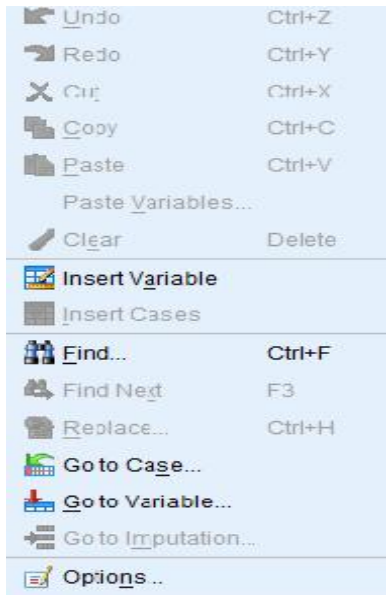 Undo Ctrl+Z
Redo Ctrl+Y
Cut Ctrl+X
Copy Ctrl+C
Paste Ctrl+V
Paste Variables...
Clear Delete
Insert Variable
Insert Cases
Find... Ctrl+F
Find Next F3
Replace... Ctrl+H
Go to Case...
Go to Variable...
Go to Imputation...
Options...